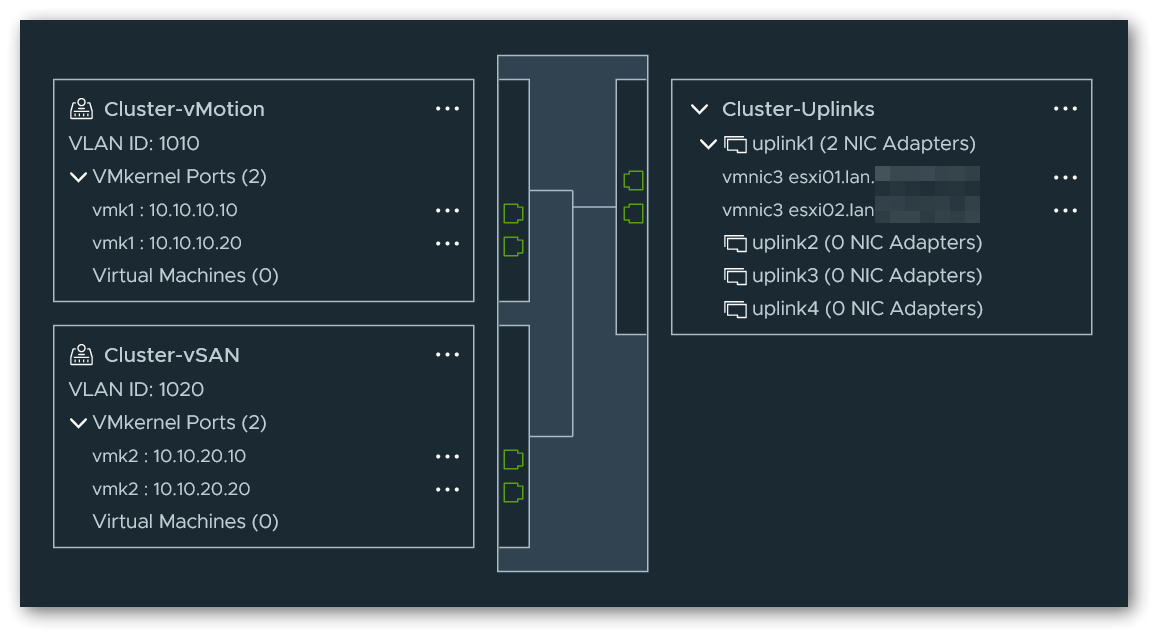 Cluster-vMotion
VLAN ID: 1010
VMkernel Ports (2)
vmk1 : 10.10.10.10
vmk1 : 10.10.10.20
Virtual Machines (0)
Cluster-vSAN
VLAN ID: 1020
VMkernel Ports (2)
vmk2 : 10.10.20.10
vmk2 : 10.10.20.20
Virtual Machines (0)
Cluster-Uplinks
uplink1 (2 NIC Adapters)
vmnic3 esxi01.lan.
vmnic3 esxi02.lan
uplink2 (0 NIC Adapters)
uplink3 (0 NIC Adapters)
uplink4 (0 NIC Adapters)